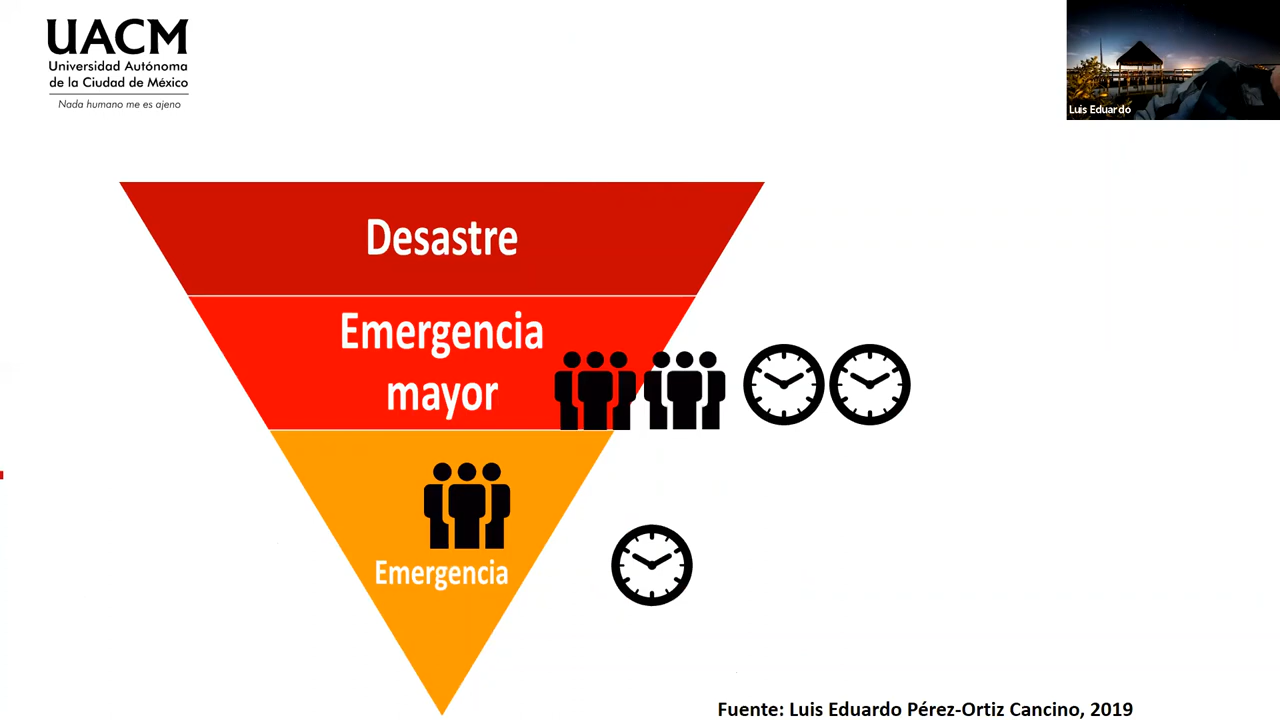 UACM
Universidad Autónoma
de la Ciudad de México
Nada humano me es ajeno
Luis Eduardo
Desastre
Emergencia
mayor
Emergencia
Fuente: Luis Eduardo Pérez-Ortiz Cancino, 2019